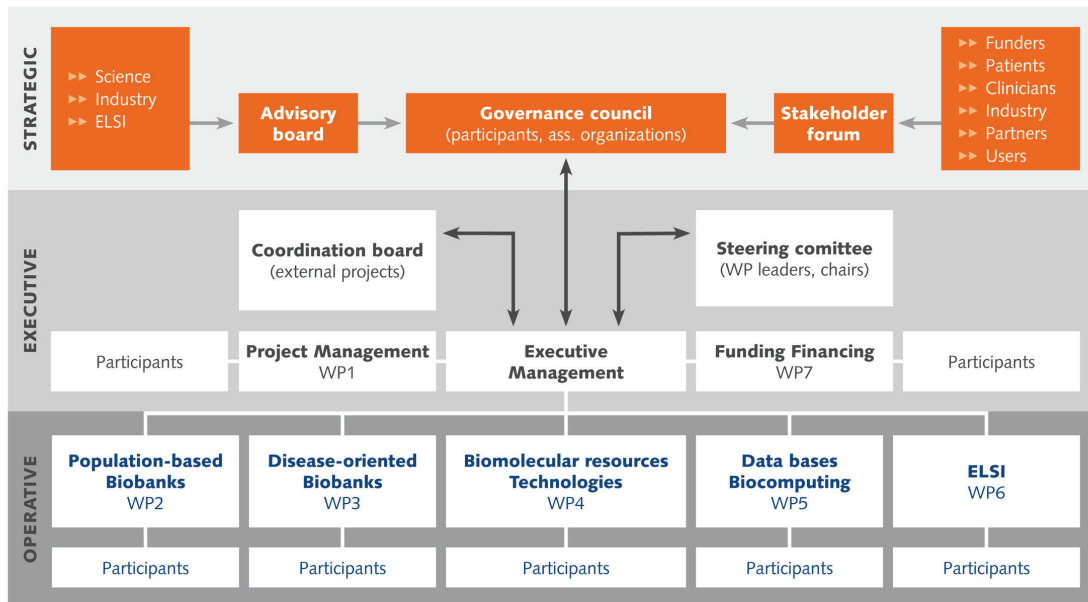 STRATEGIC
Science
Industry
ELSI
Advisory
board
Governance council
(participants, ass. organizations)
Stakeholder
forum
Funders
Patients
Clinicians
Industry
Partners
Users
EXECUTIVE
Coordination board
(external projects)
Steering comittee
(WP leaders, chairs)
Participants
Project Management
WP1
Executive
Management
Funding Financing
WP7
Participants
OPERATIVE
Population-based
Biobanks
WP2
Disease-oriented
Biobanks
WP3
Biomolecular resources
Technologies
WP4
Data bases
Biocomputing
WP5
ELSI
WP6
Participants
Participants
Participants
Participants
Participants